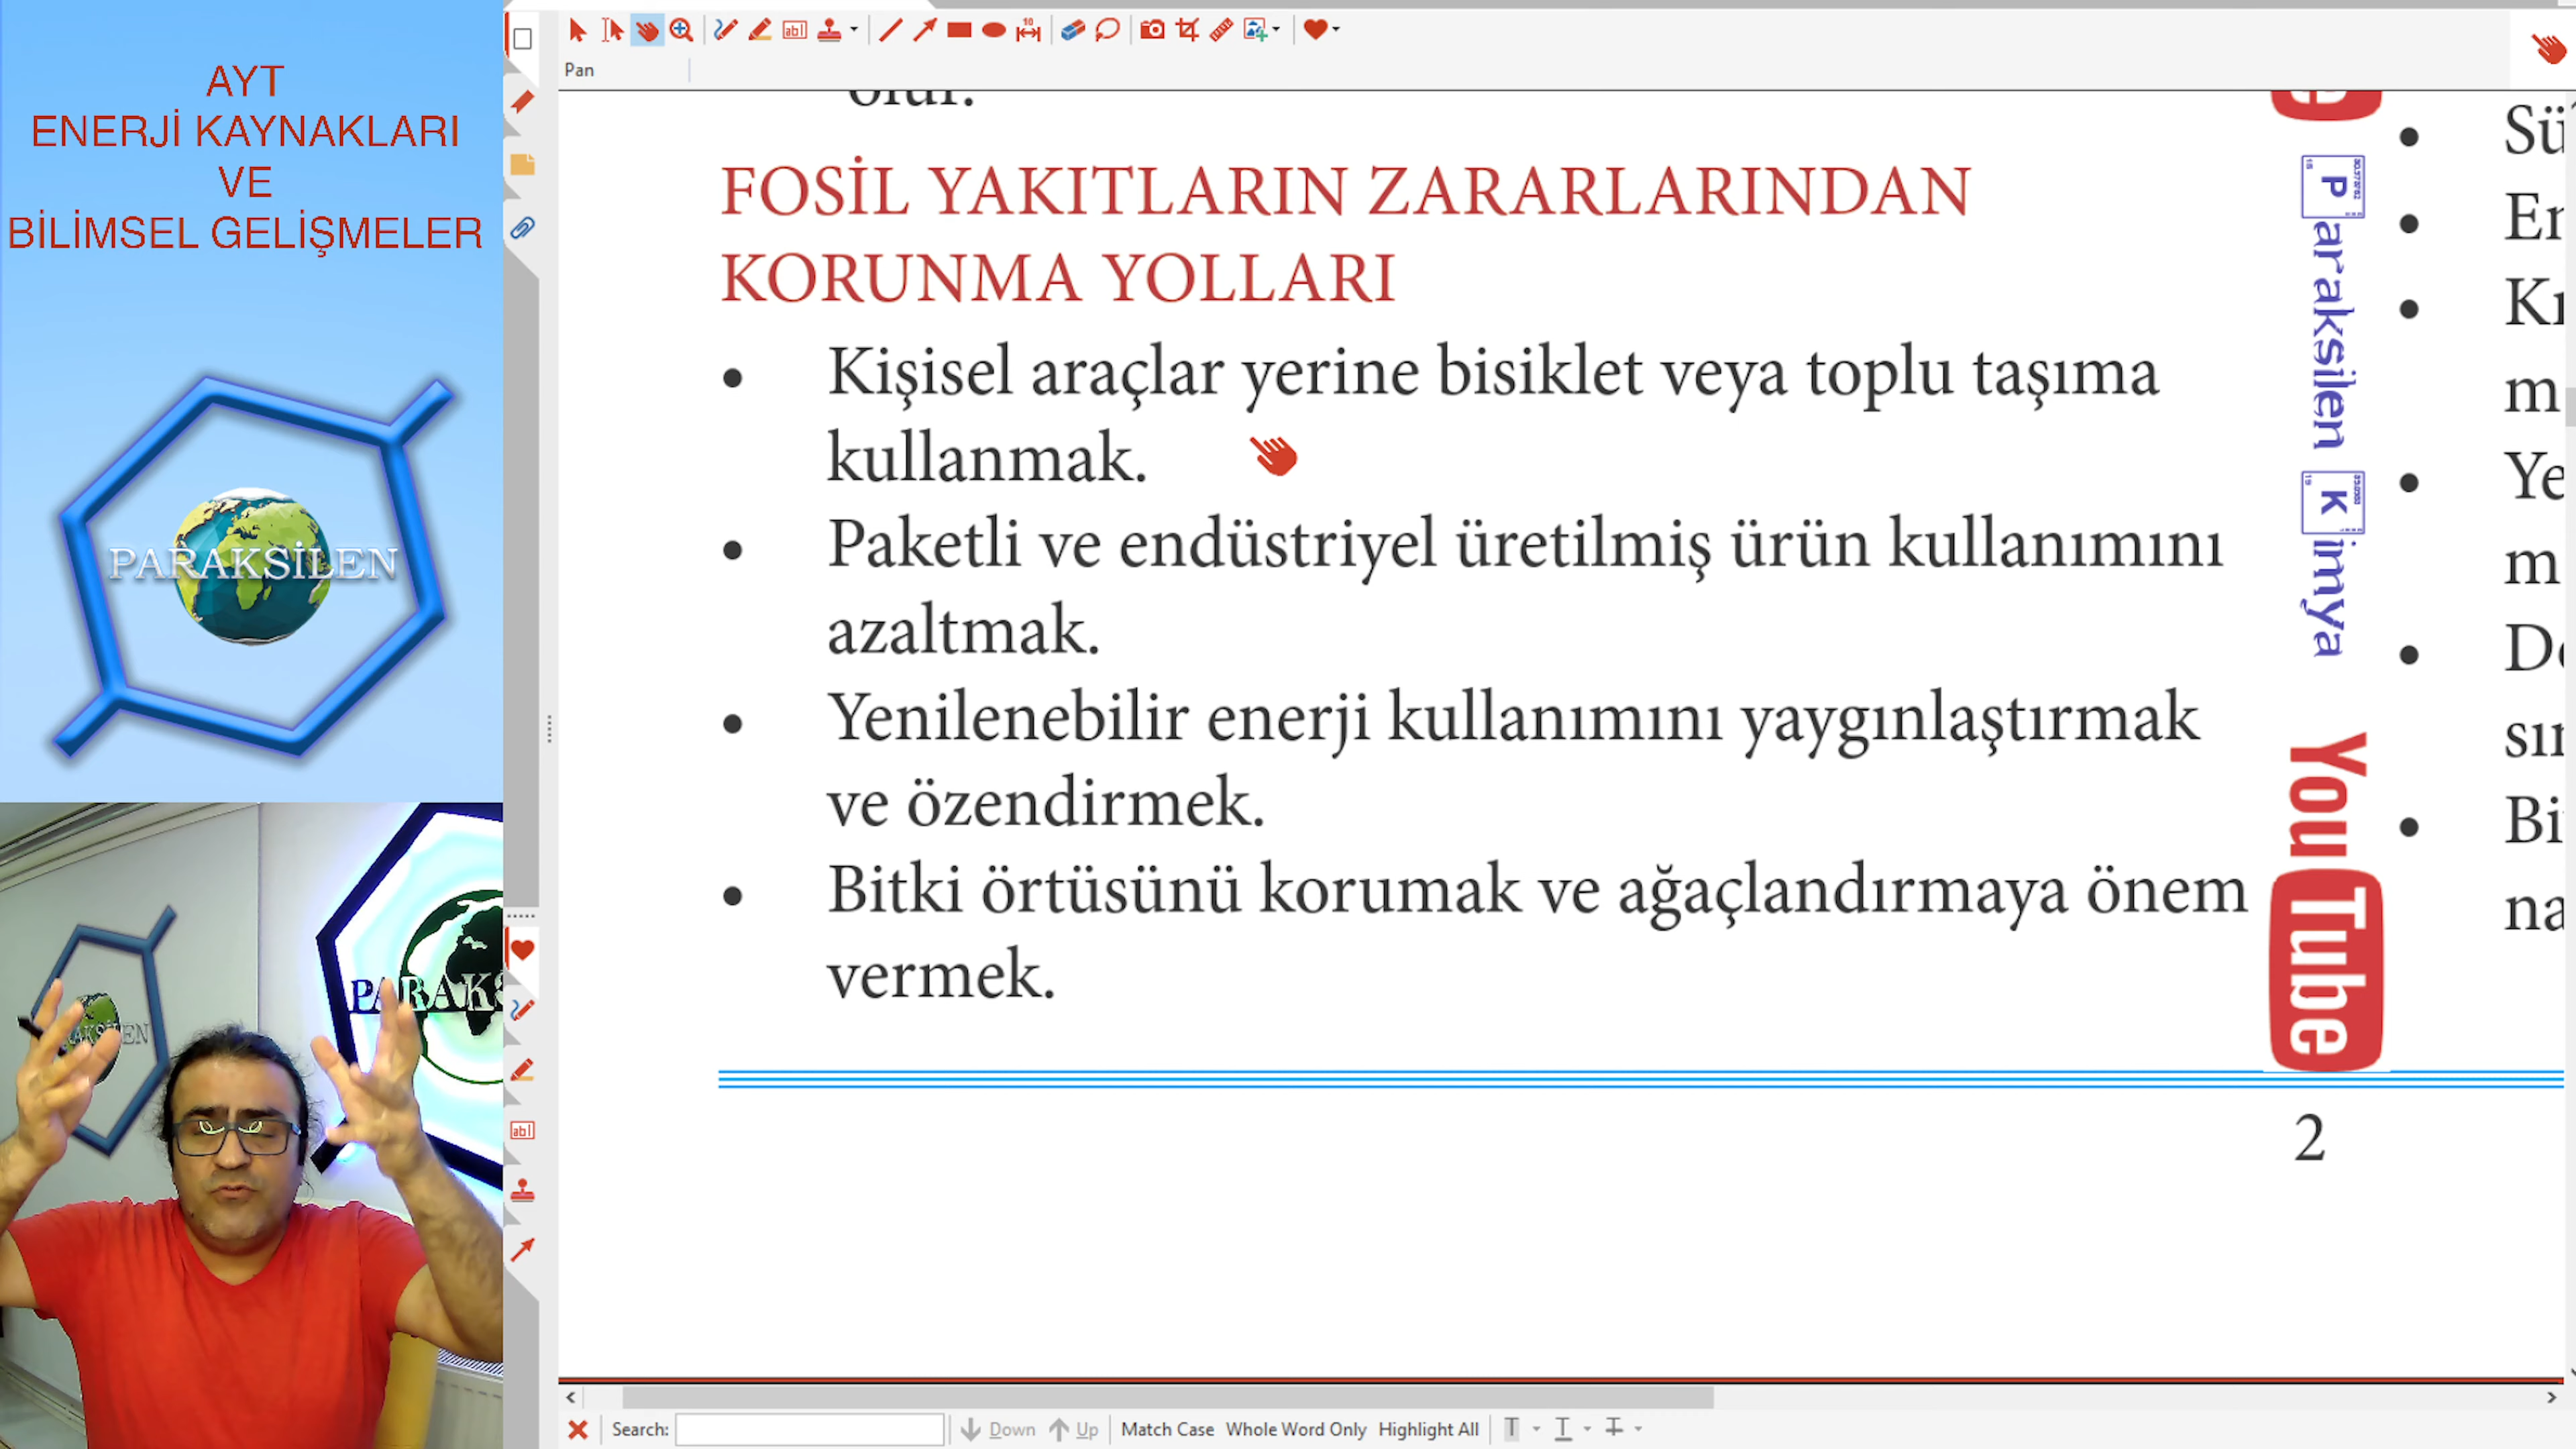 AYT
ENERJİ KAYNAKLARI
VE
BİLİMSEL GELİŞMELER
PARAKSİLEN
PARAKS
Pan
FOSİL YAKITLARIN ZARARLARINDAN
KORUNMA YOLLARI
• Kişisel araçlar yerine bisiklet veya toplu taşıma
kullanmak.
• Paketli ve endüstriyel üretilmiş ürün kullanımını
azaltmak.
• Yenilenebilir enerji kullanımını yaygınlaştırmak
ve özendirmek.
• Bitki örtüsünü korumak ve ağaçlandırmaya önem
vermek.
Paraksilen Kimya
YouTube
2
Search:
Down
Up
Match Case
Whole Word Only
Highlight All